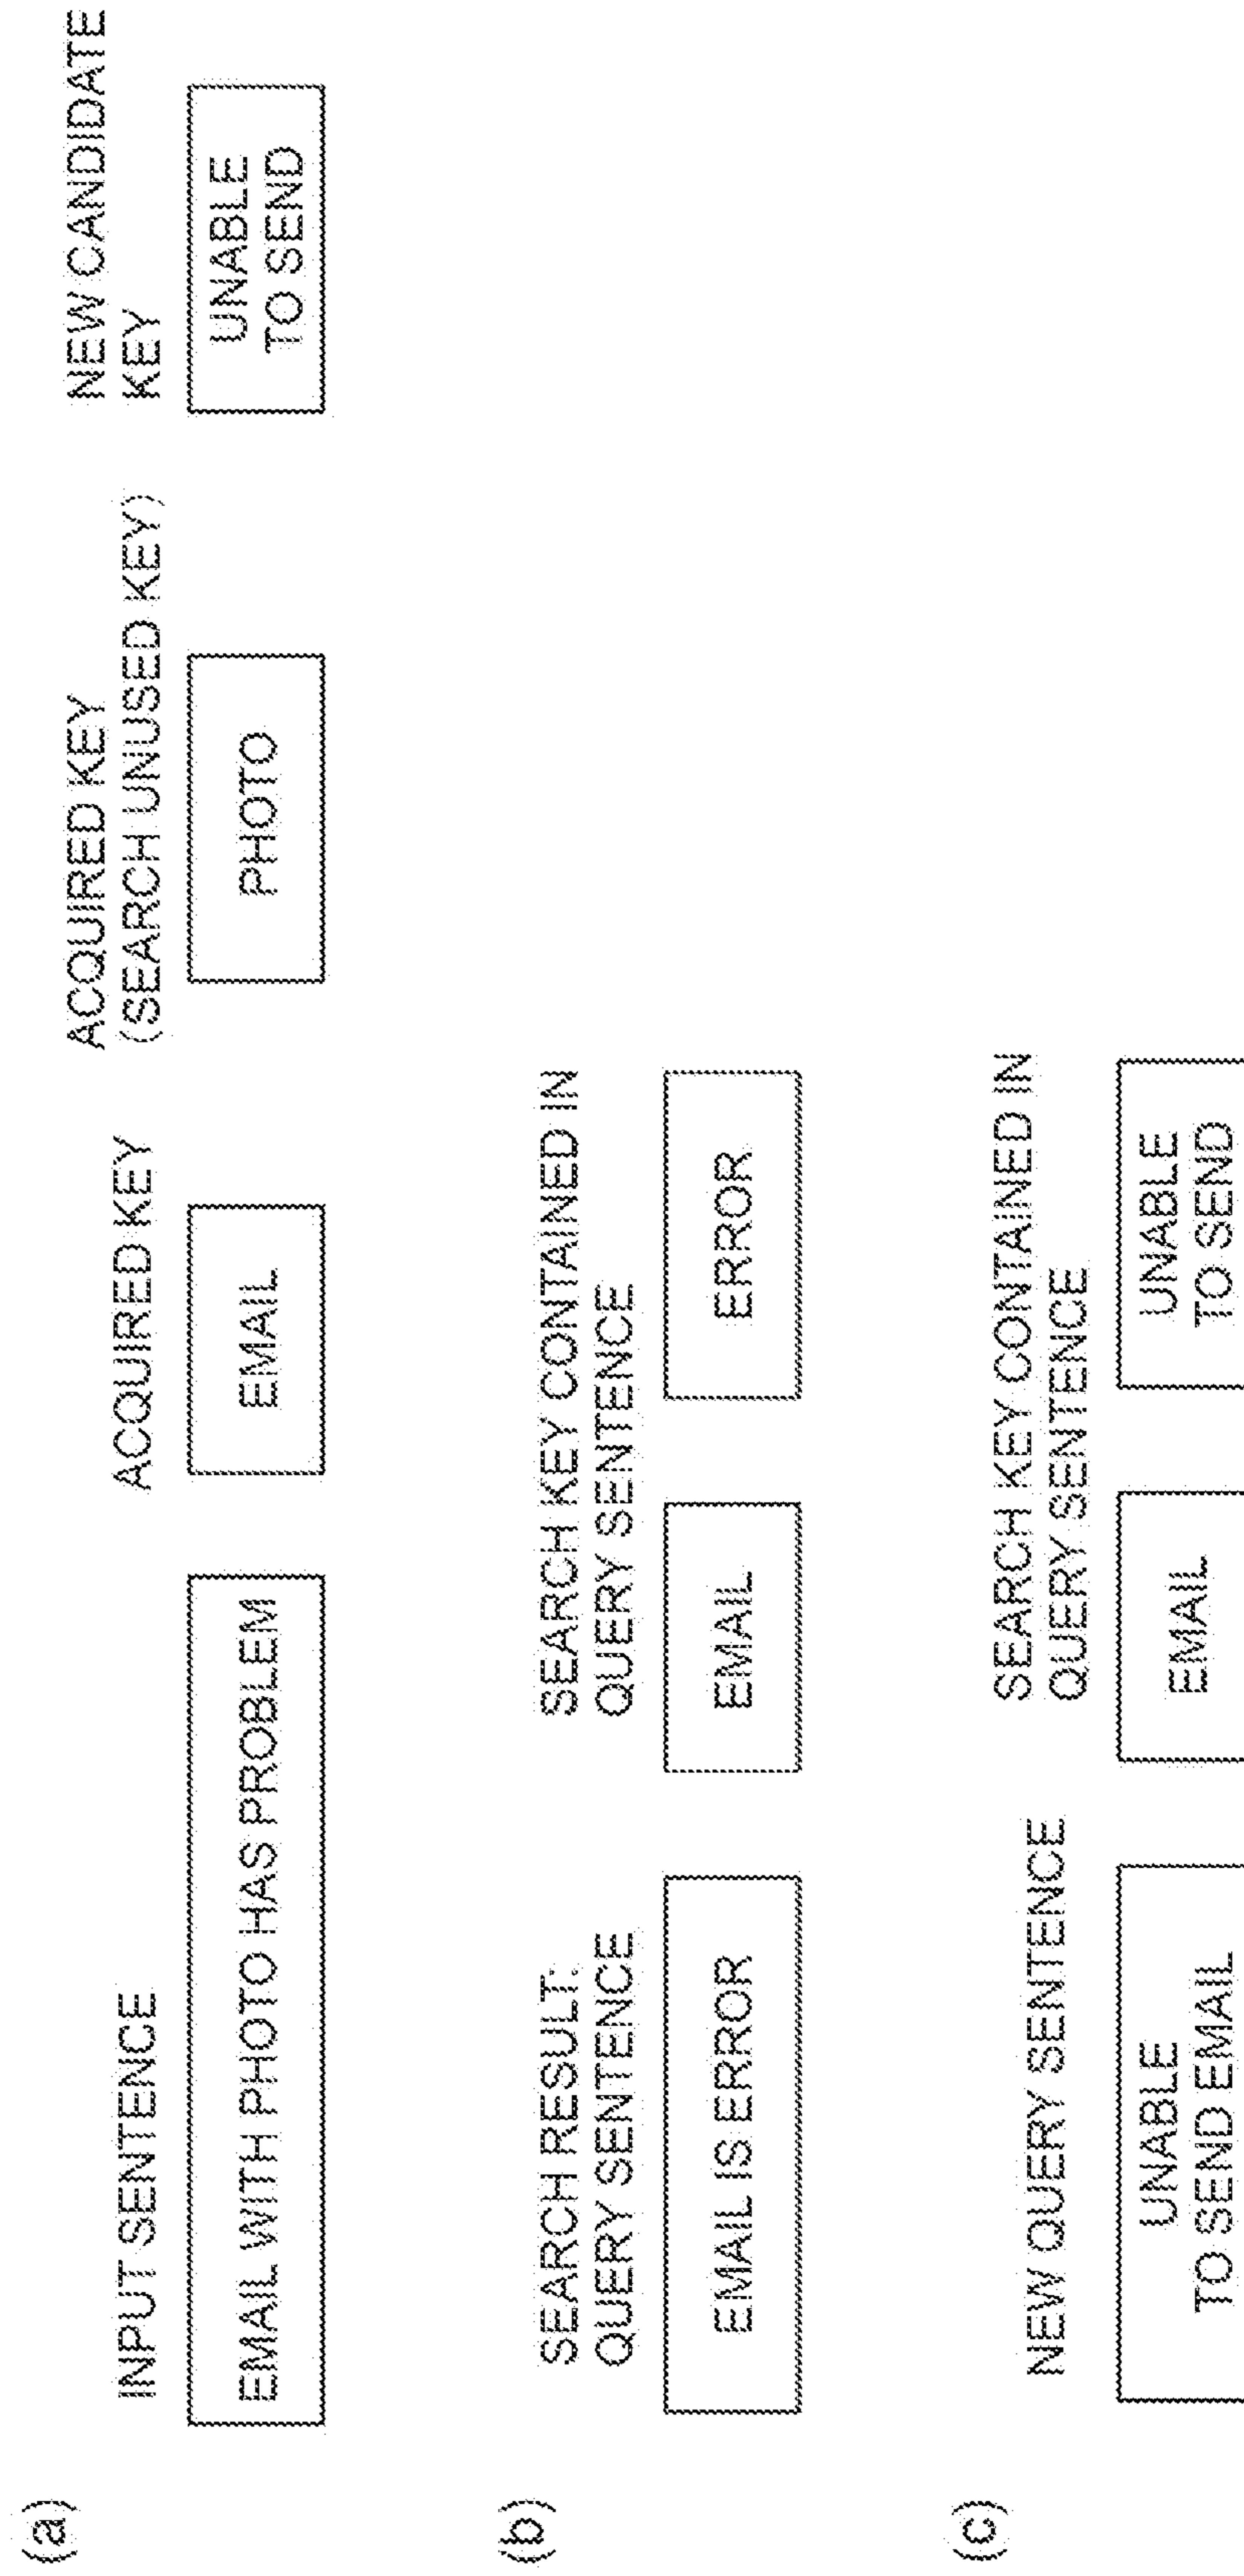 (a)
INPUT SENTENCE
EMAIL WITH PHOTO HAS PROBLEM
ACQUIRED KEY
EMAIL
ACQUIRED KEY
(SEARCH UNUSED KEY)
PHOTO
NEW CANDIDATE
KEY
UNABLE
TO SEND
(b)
SEARCH RESULT:
QUERY SENTENCE
EMAIL IS ERROR
SEARCH KEY CONTAINED IN
QUERY SENTENCE
EMAIL
ERROR
(c)
NEW QUERY SENTENCE
UNABLE
TO SEND EMAIL
SEARCH KEY CONTAINED IN
QUERY SENTENCE
EMAIL
UNABLE
TO SEND